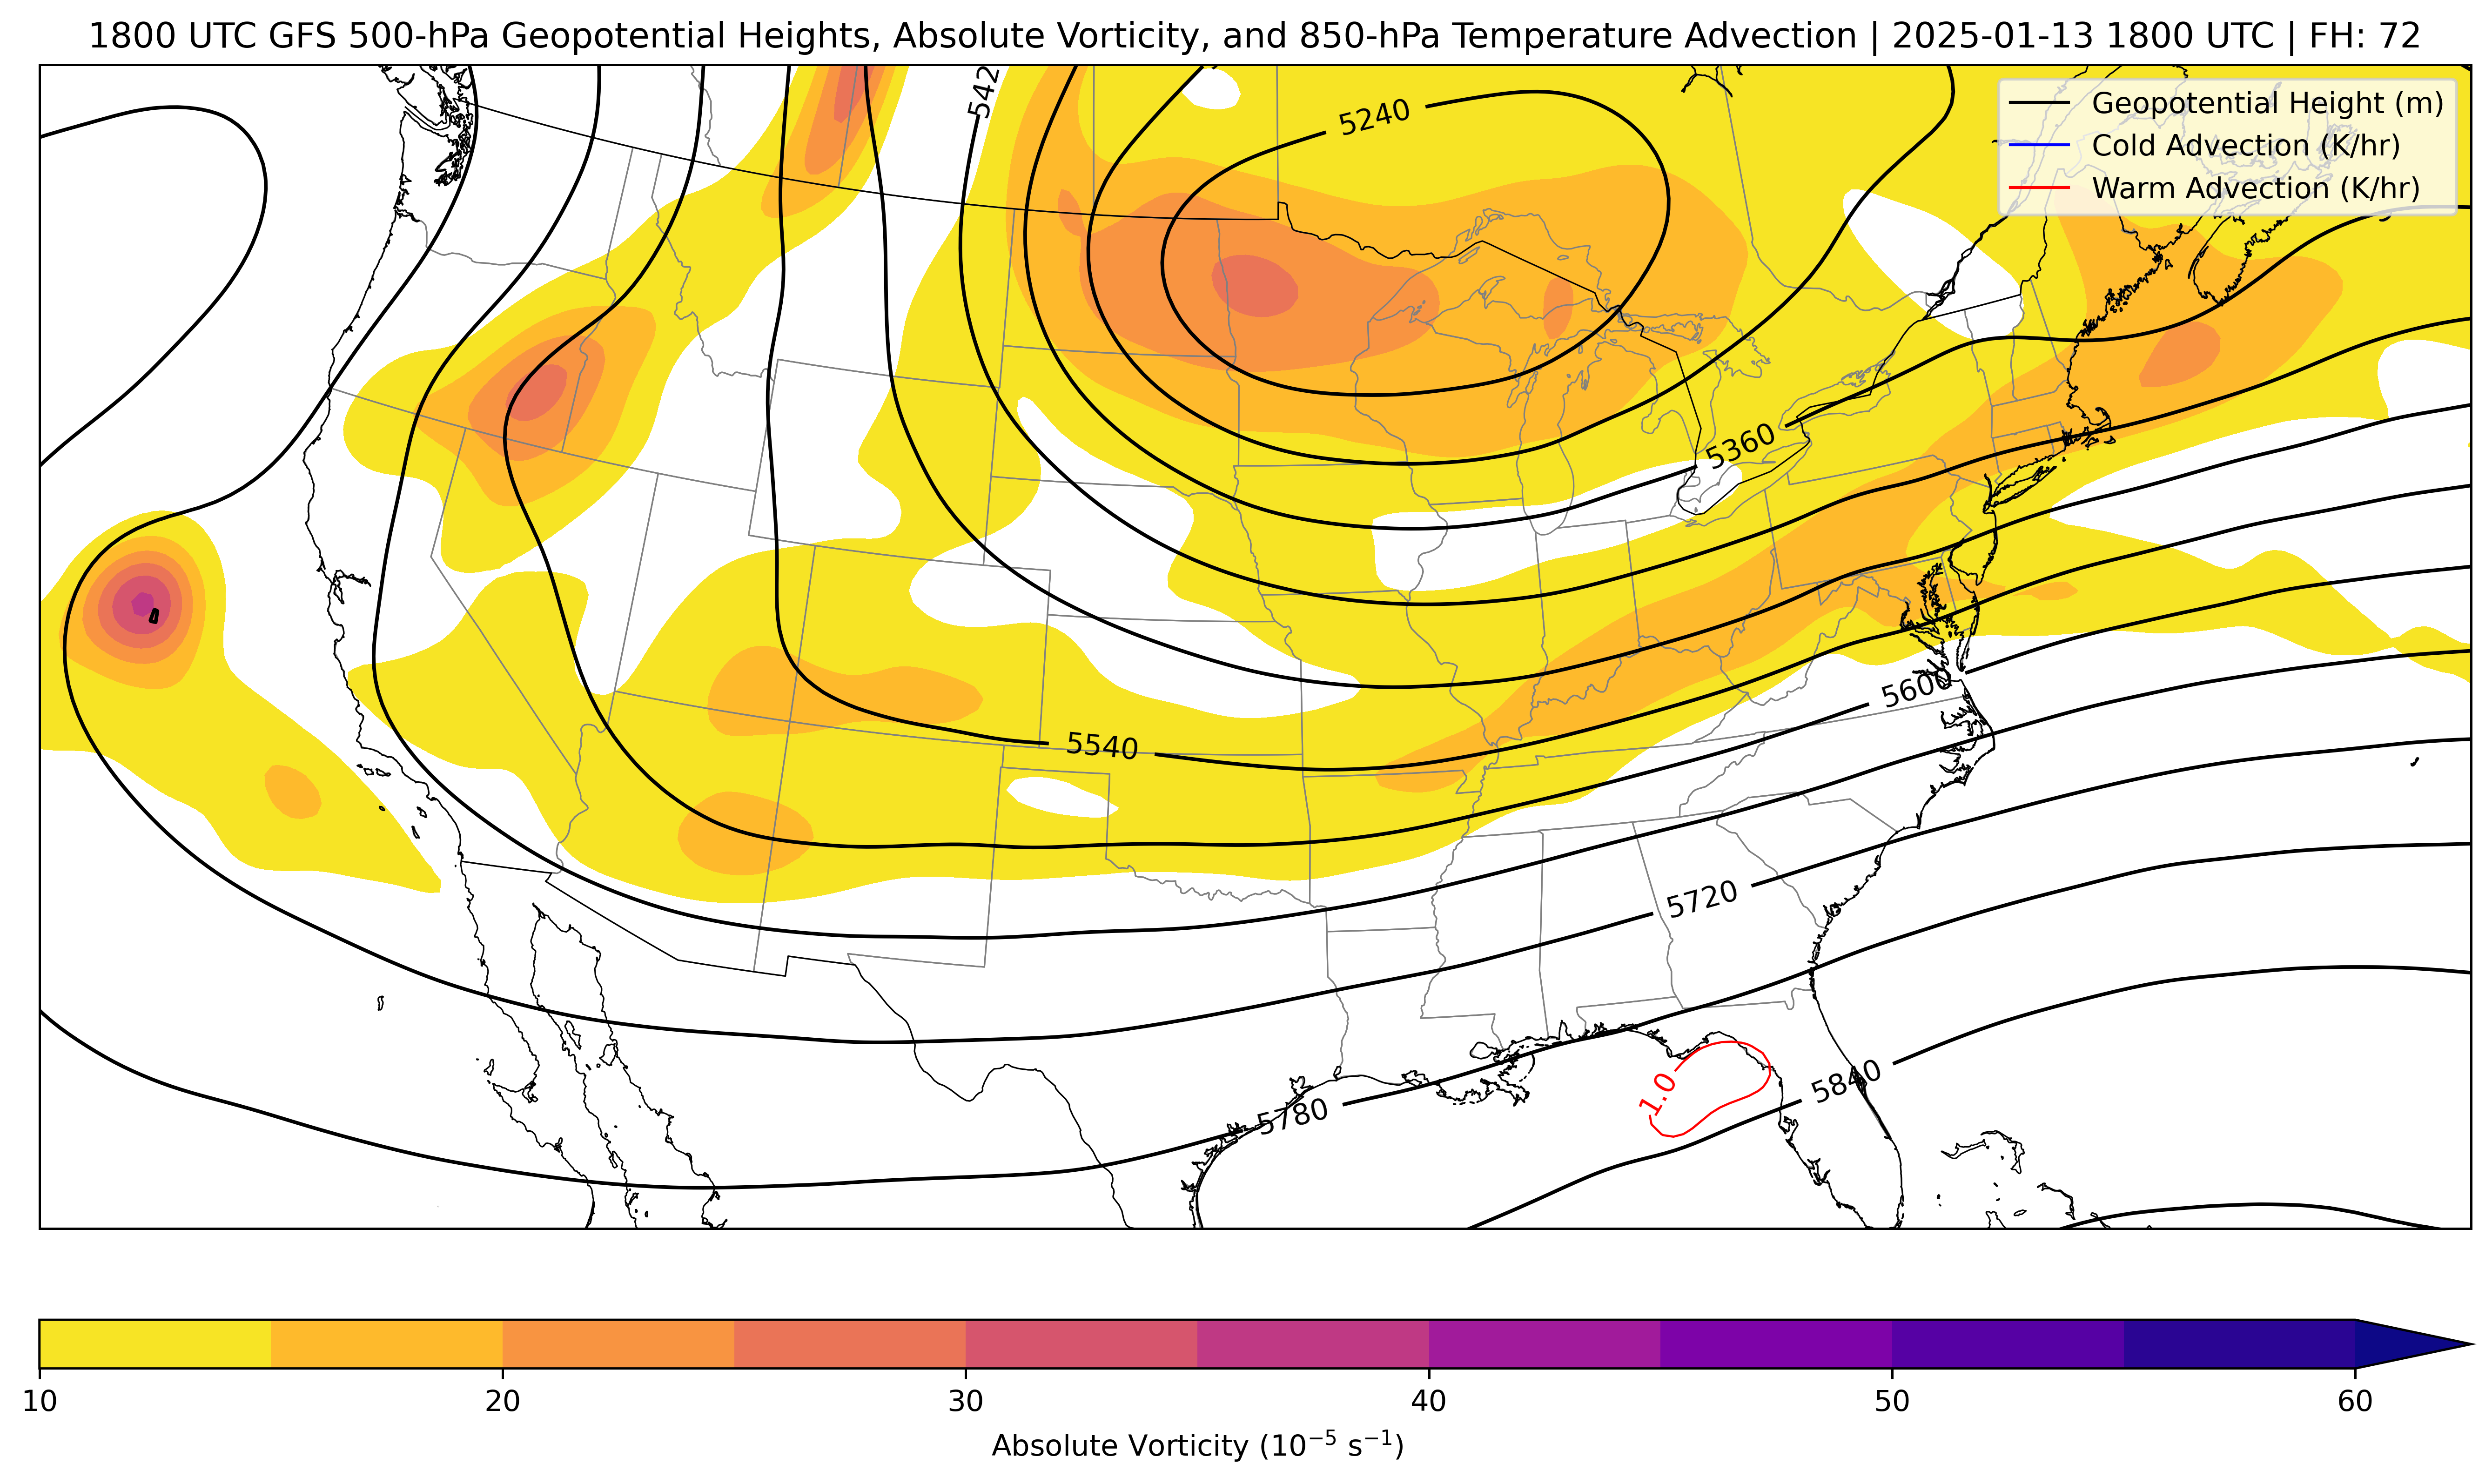 1800 UTC GFS 500-hPa Geopotential Heights, Absolute Vorticity, and 850-hPa Temperature Advection | 2025-01-13 1800 UTC | FH: 72
Geopotential Height (m)
Cold Advection (K/hr)
Warm Advection (K/hr)
542
5240
5360
5540
5600
5720
5780
5840
1.0
10 20 30 40 50 60
Absolute Vorticity (10⁻⁵ s⁻¹)